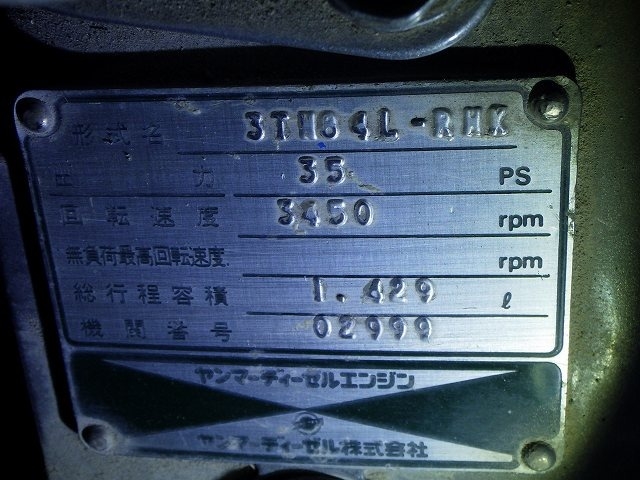 形式名 3TN84L-RHK
出力 35 PS
回転速度 3450 rpm
無負荷最高回転速度 rpm
総行程容積 1.429 ℓ
機関番号 02999
ヤンマーディーゼルエンジン
ヤンマーディーゼル株式会社